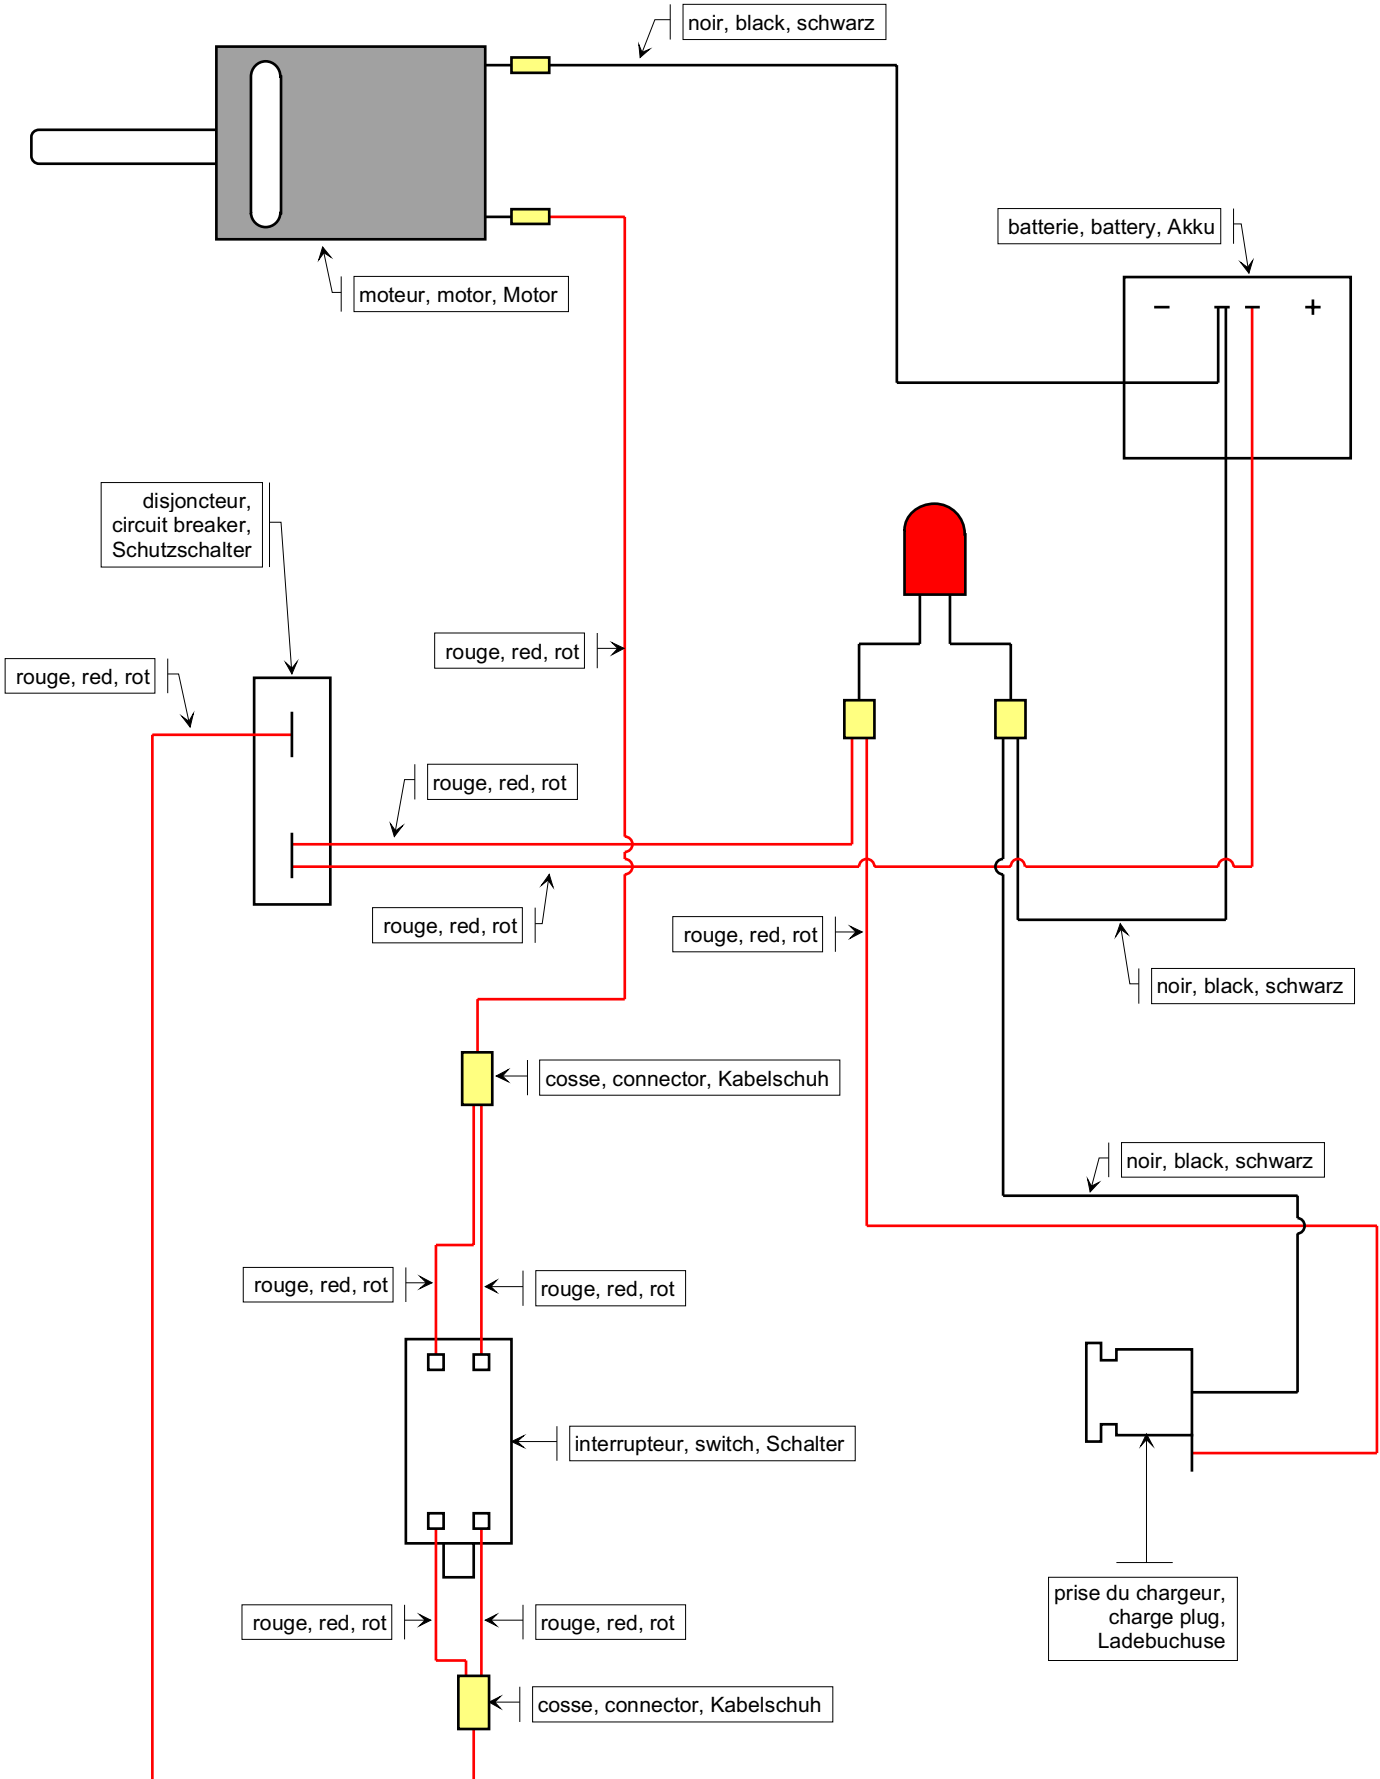 noir, black, schwarz
batterie, battery, Akku
moteur, motor, Motor
− +
disjoncteur,
circuit breaker,
Schutzschalter
rouge, red, rot
rouge, red, rot
rouge, red, rot
rouge, red, rot
rouge, red, rot
noir, black, schwarz
cosse, connector, Kabelschuh
noir, black, schwarz
rouge, red, rot
rouge, red, rot
interrupteur, switch, Schalter
prise du chargeur,
charge plug,
Ladebuchuse
rouge, red, rot
rouge, red, rot
cosse, connector, Kabelschuh